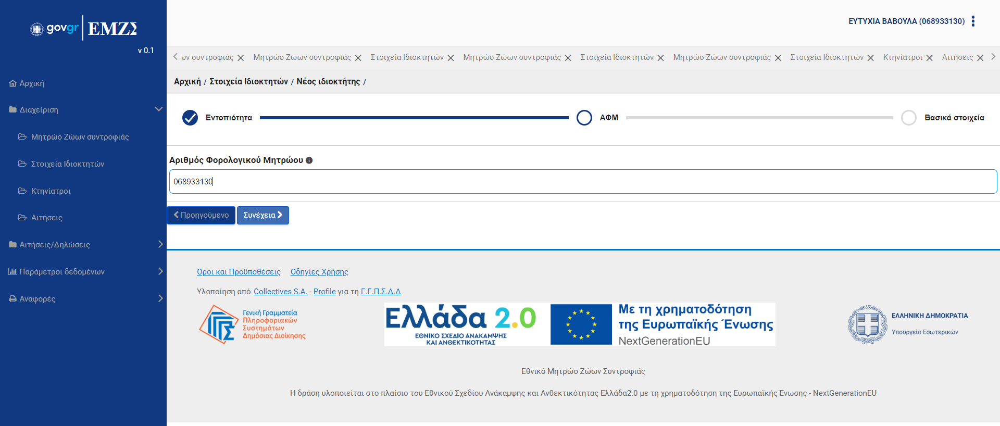 govgr ΕΜΖΣ
v 0.1
Αρχική
Διαχείριση
Μητρώο Ζώων συντροφιάς
Στοιχεία Ιδιοκτητών
Κτηνίατροι
Αιτήσεις
Αιτήσεις/Δηλώσεις
Παράμετροι δεδομένων
Αναφορές
ΕΥΤΥΧΙΑ ΒΑΒΟΥΛΑ (068933130)
ων συντροφιάς Μητρώο Ζώων συντροφιάς Στοιχεία Ιδιοκτητών Μητρώο Ζώων συντροφιάς Στοιχεία Ιδιοκτητών Μητρώο Ζώων συντροφιάς Στοιχεία Ιδιοκτητών Κτηνίατροι Αιτήσεις
Αρχική / Στοιχεία Ιδιοκτητών / Νέος ιδιοκτήτης /
Εντοπιότητα ΑΦΜ Βασικά στοιχεία
Αριθμός Φορολογικού Μητρώου
068933130
Προηγούμενο Συνέχεια
Όροι και Προϋποθέσεις Οδηγίες Χρήσης
Υλοποίηση από Collectives S.A. - Profile για τη Γ.Γ.Π.Σ.Δ.Δ
Γενική Γραμματεία
Πληροφοριακών
Συστημάτων
Δημόσιας Διοίκησης
Ελλάδα 2.0
ΕΘΝΙΚΟ ΣΧΕΔΙΟ ΑΝΑΚΑΜΨΗΣ
ΚΑΙ ΑΝΘΕΚΤΙΚΟΤΗΤΑΣ
Με τη χρηματοδότηση
της Ευρωπαϊκής Ένωσης
NextGenerationEU
ΕΛΛΗΝΙΚΗ ΔΗΜΟΚΡΑΤΙΑ
Υπουργείο Εσωτερικών
Εθνικό Μητρώο Ζώων Συντροφιάς
Η δράση υλοποιείται στο πλαίσιο του Εθνικού Σχεδίου Ανάκαμψης και Ανθεκτικότητας Ελλάδα2.0 με τη χρηματοδότηση της Ευρωπαϊκής Ένωσης - NextGenerationEU